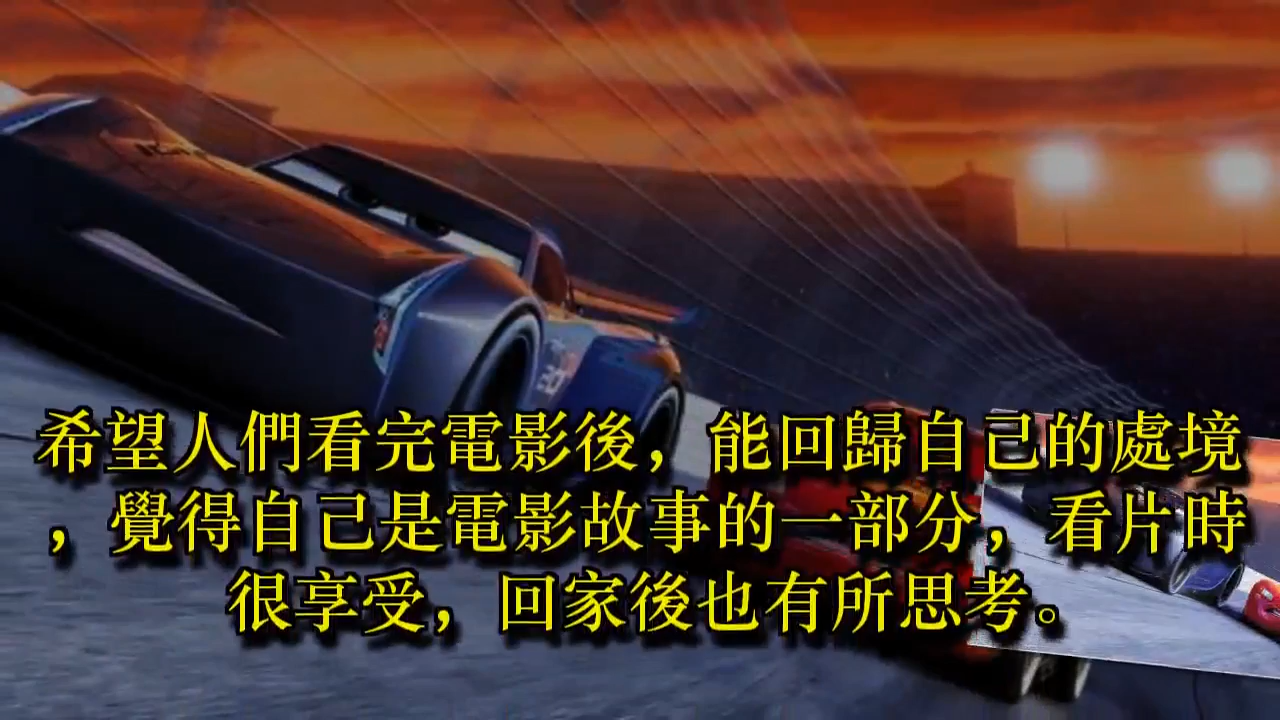 希望人們看完電影後，能回歸自己的處境
，覺得自己是電影故事的一部分，看片時
很享受，回家後也有所思考。